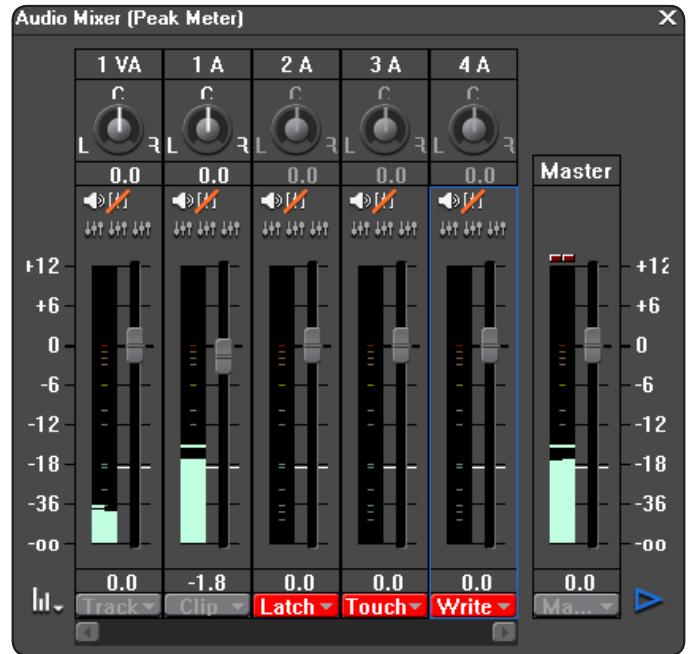 Audio Mixer (Peak Meter)
1 VA 1 A 2 A 3 A 4 A
C C C C C
L R L R L R L R L R
0.0 0.0 0.0 0.0 0.0 Master
+12 +12
+6 +6
0 0
-6 -6
-12 -12
-18 -18
-36 -36
-oo -oo
0.0 -1.8 0.0 0.0 0.0 0.0
Track Clip Latch Touch Write Ma...